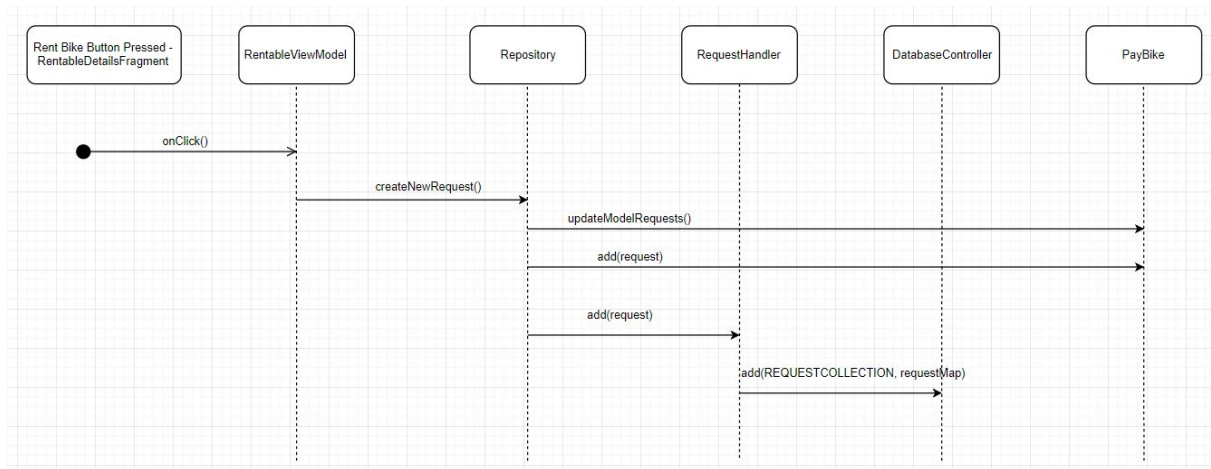 Rent Bike Button Pressed -
RentableDetailsFragment
RentableViewModel
Repository
RequestHandler
DatabaseController
PayBike
onClick()
createNewRequest()
updateModelRequests()
add(request)
add(request)
add(REQUESTCOLLECTION, requestMap)